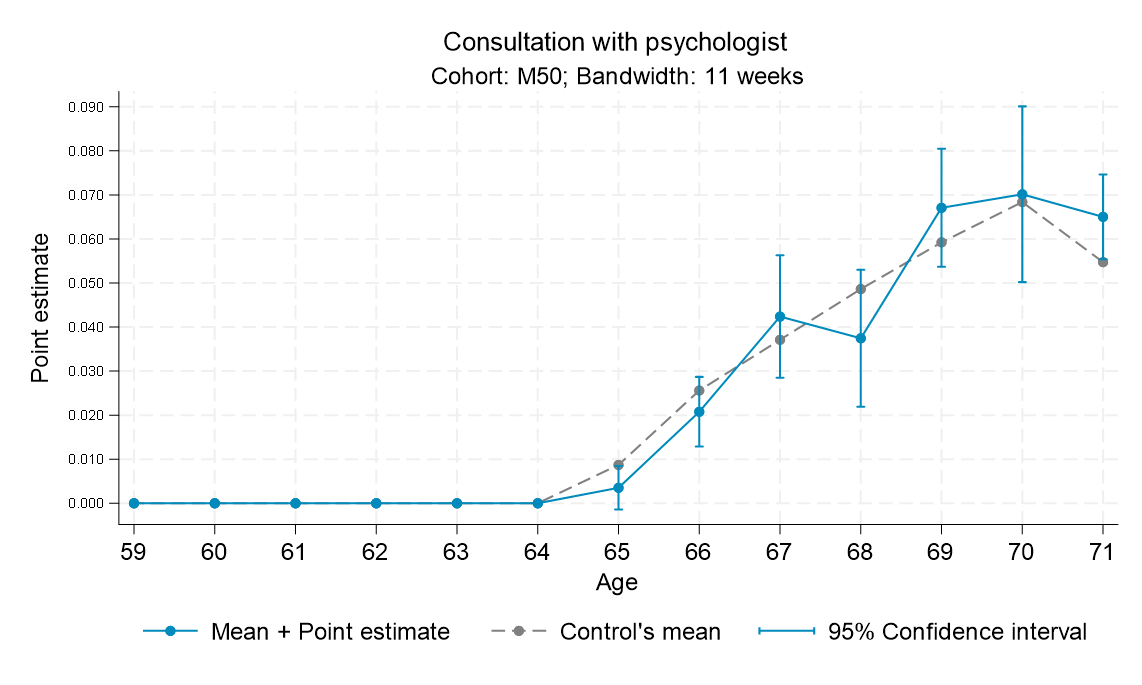 Consultation with psychologist
Cohort: M50; Bandwidth: 11 weeks
Point estimate
0.090
0.080
0.070
0.060
0.050
0.040
0.030
0.020
0.010
0.000
59 60 61 62 63 64 65 66 67 68 69 70 71
Age
Mean + Point estimate Control's mean 95% Confidence interval